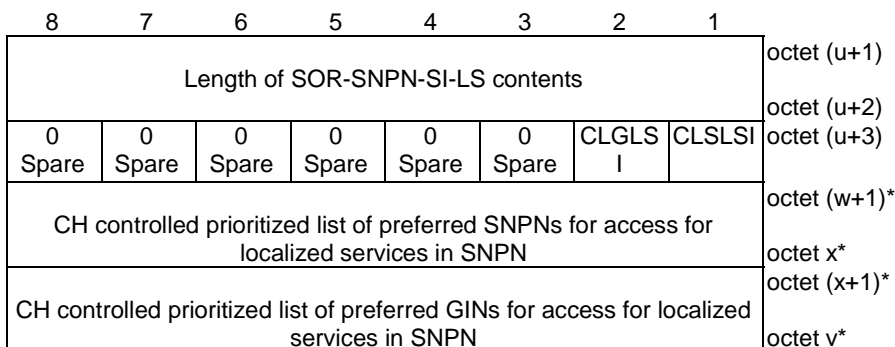 8 7 6 5 4 3 2 1
octet (u+1)
Length of SOR-SNPN-SI-LS contents
octet (u+2)
0 0 0 0 0 0 CLGLS CLSLSI octet (u+3)
Spare Spare Spare Spare Spare Spare I
octet (w+1)*
CH controlled prioritized list of preferred SNPNs for access for
localized services in SNPN octet x*
octet (x+1)*
CH controlled prioritized list of preferred GINs for access for localized
services in SNPN octet y*